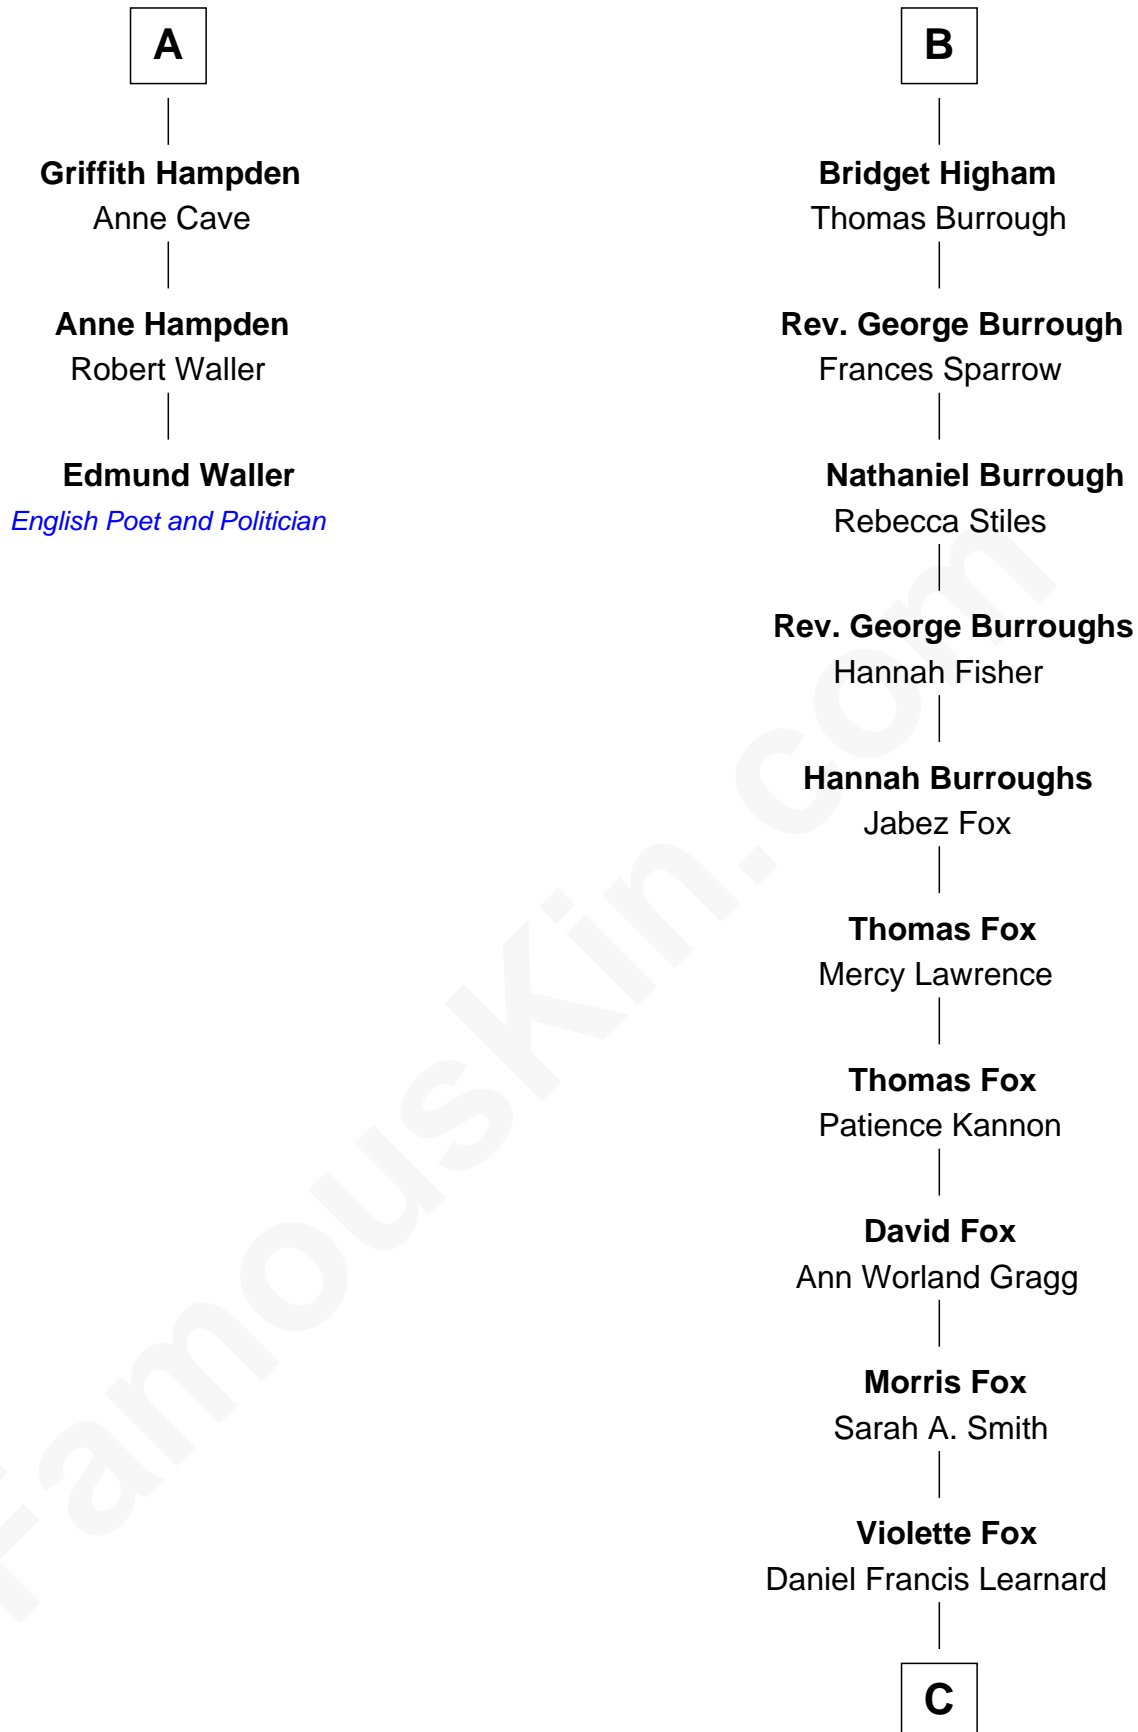 A
Griffith Hampden
Anne Cave
Anne Hampden
Robert Waller
Edmund Waller
English Poet and Politician
B
Bridget Higham
Thomas Burrough
Rev. George Burrough
Frances Sparrow
Nathaniel Burrough
Rebecca Stiles
Rev. George Burroughs
Hannah Fisher
Hannah Burroughs
Jabez Fox
Thomas Fox
Mercy Lawrence
Thomas Fox
Patience Kannon
David Fox
Ann Worland Gragg
Morris Fox
Sarah A. Smith
Violette Fox
Daniel Francis Learnard
C
FamousKin.com